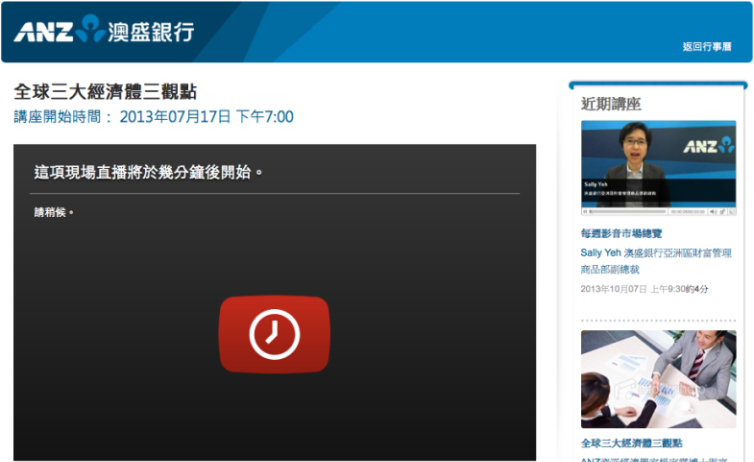 ANZ 澳盛銀行
返回行事曆
全球三大經濟體三觀點
講座開始時間： 2013年07月17日 下午7:00
這項現場直播將於幾分鐘後開始。
請稍候。
近期講座
ANZ
Sally Yeh
每週影音市場總覽
Sally Yeh 澳盛銀行亞洲區財富管理
商品部副總裁
2013年10月07日 上午9:30約4分
全球三大經濟體三觀點